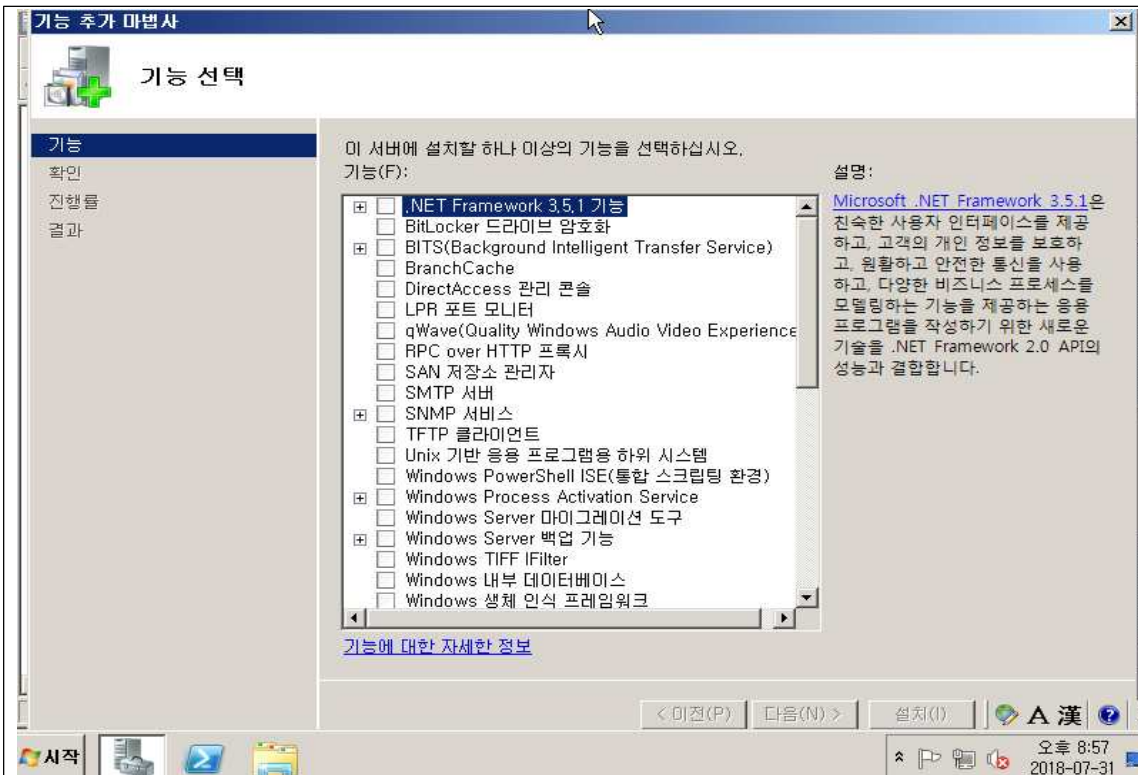 기능 추가 마법사
기능 선택
기능
확인
진행률
결과
이 서버에 설치할 하나 이상의 기능을 선택하십시오.
기능(F):
.NET Framework 3.5.1 기능
BitLocker 드라이브 암호화
BITS(Background Intelligent Transfer Service)
BranchCache
DirectAccess 관리 콘솔
LPR 포트 모니터
qWave(Quality Windows Audio Video Experience
RPC over HTTP 프록시
SAN 저장소 관리자
SMTP 서버
SNMP 서비스
TFTP 클라이언트
Unix 기반 응용 프로그램용 하위 시스템
Windows PowerShell ISE(통합 스크립팅 환경)
Windows Process Activation Service
Windows Server 마이그레이션 도구
Windows Server 백업 기능
Windows TIFF IFilter
Windows 내부 데이터베이스
Windows 생체 인식 프레임워크
기능에 대한 자세한 정보
설명:
Microsoft .NET Framework 3.5.1은
친숙한 사용자 인터페이스를 제공
하고, 고객의 개인 정보를 보호하
고, 원활하고 안전한 통신을 사용
하고, 다양한 비즈니스 프로세스를
모델링하는 기능을 제공하는 응용
프로그램을 작성하기 위한 새로운
기술을 .NET Framework 2.0 API의
성능과 결합합니다.
< 이전(P)
다음(N) >
설치(I)
A 漢
시작
오후 8:57
2018-07-31